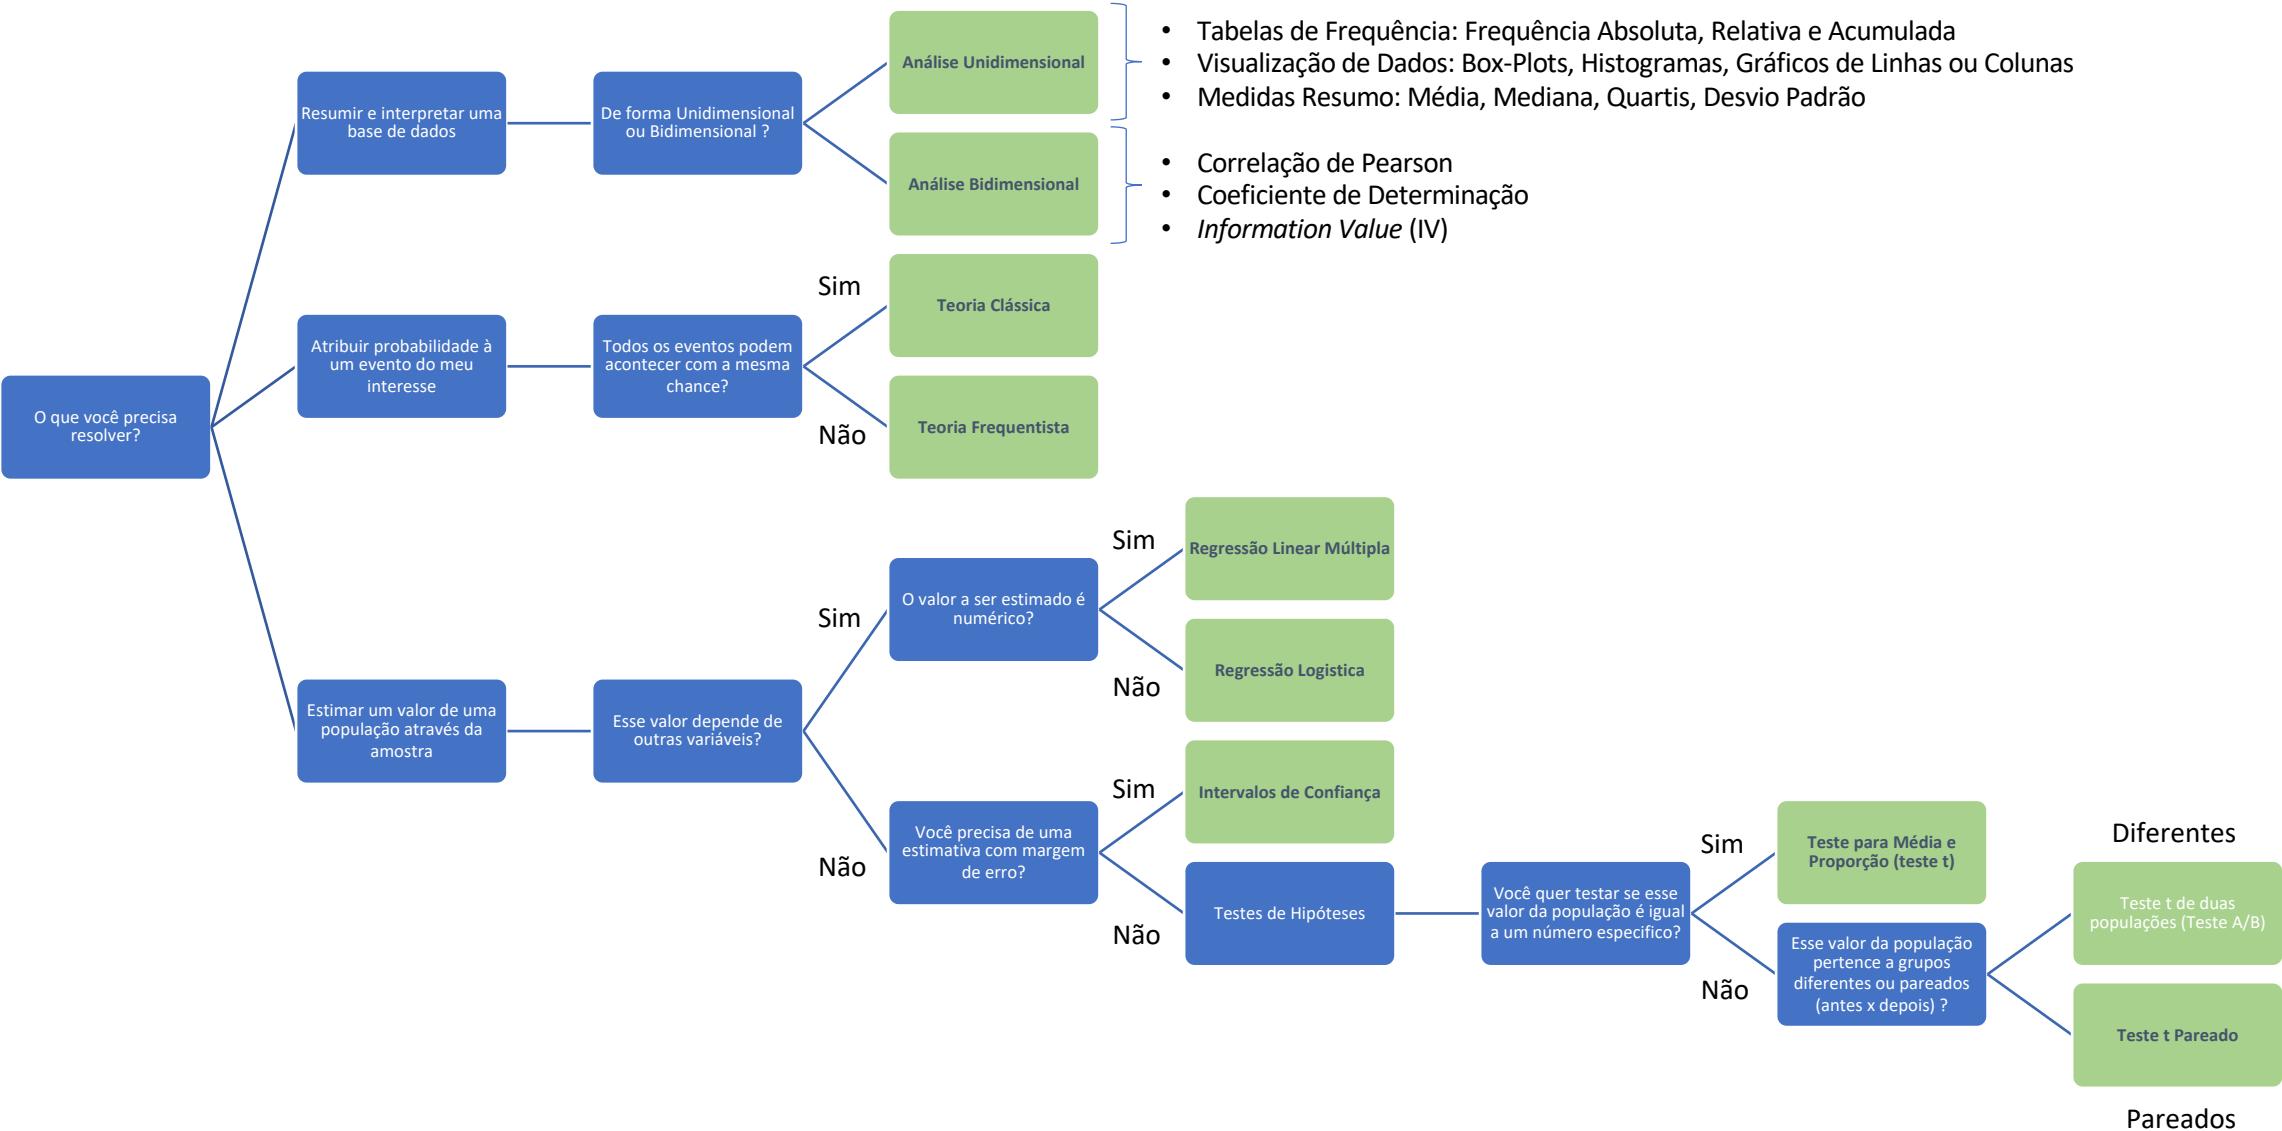 O que você precisa
resolver?
Resumir e interpretar uma
base de dados
De forma Unidimensional
ou Bidimensional ?
Análise Unidimensional
• Tabelas de Frequência: Frequência Absoluta, Relativa e Acumulada
• Visualização de Dados: Box-Plots, Histogramas, Gráficos de Linhas ou Colunas
• Medidas Resumo: Média, Mediana, Quartis, Desvio Padrão
Análise Bidimensional
• Correlação de Pearson
• Coeficiente de Determinação
• Information Value (IV)
Atribuir probabilidade à
um evento do meu
interesse
Todos os eventos podem
acontecer com a mesma
chance?
Sim
Teoria Clássica
Não
Teoria Frequentista
Estimar um valor de uma
população através da
amostra
Esse valor depende de
outras variáveis?
Sim
O valor a ser estimado é
numérico?
Sim
Regressão Linear Múltipla
Não
Regressão Logistica
Não
Você precisa de uma
estimativa com margem
de erro?
Sim
Intervalos de Confiança
Não
Testes de Hipóteses
Você quer testar se esse
valor da população é igual
a um número especifico?
Sim
Teste para Média e
Proporção (teste t)
Não
Esse valor da população
pertence a grupos
diferentes ou pareados
(antes x depois) ?
Diferentes
Teste t de duas
populações (Teste A/B)
Teste t Pareado
Pareados